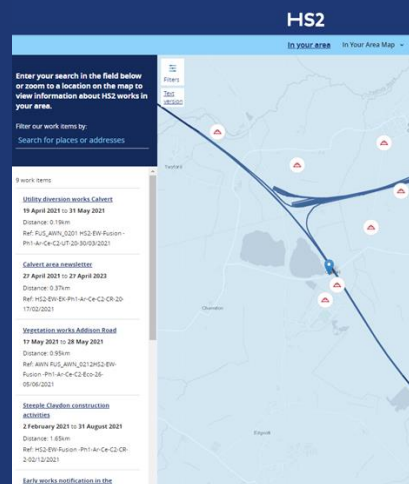 HS2
In your area In Your Area Map
Enter your search in the field below
or zoom to a location on the map to
view information about HS2 works in
your area.
Filter our work items by:
Search for places or addresses
Filters
Text
version
9 work items
Utility diversion works Calvert
19 April 2021 to 31 May 2021
Distance: 0.19km
Ref: FUS_AWN_0201 HS2-EW-Fusion -
Ph1-Ar-Ce-C2-UT-20-30/03/2021
Calvert area newsletter
27 April 2021 to 27 April 2023
Distance: 0.37km
Ref: HS2-EW-EK-Ph1-Ar-Ce-C2-CR-20-
17/02/2021
Vegetation works Addison Road
17 May 2021 to 28 May 2021
Distance: 0.95km
Ref: AWN FUS_AWN_0212HS2-EW-
Fusion -Ph1-Ar-Ce-C2-Eco-26-
05/06/2021
Steeple Claydon construction
activities
2 February 2021 to 31 August 2021
Distance: 1.65km
Ref: HS2-EW-Fusion -Ph1-Ar-Ce-C2-CR-
2-02/12/2021
Early works notification in the
Twyford
Charndon
Edgcott